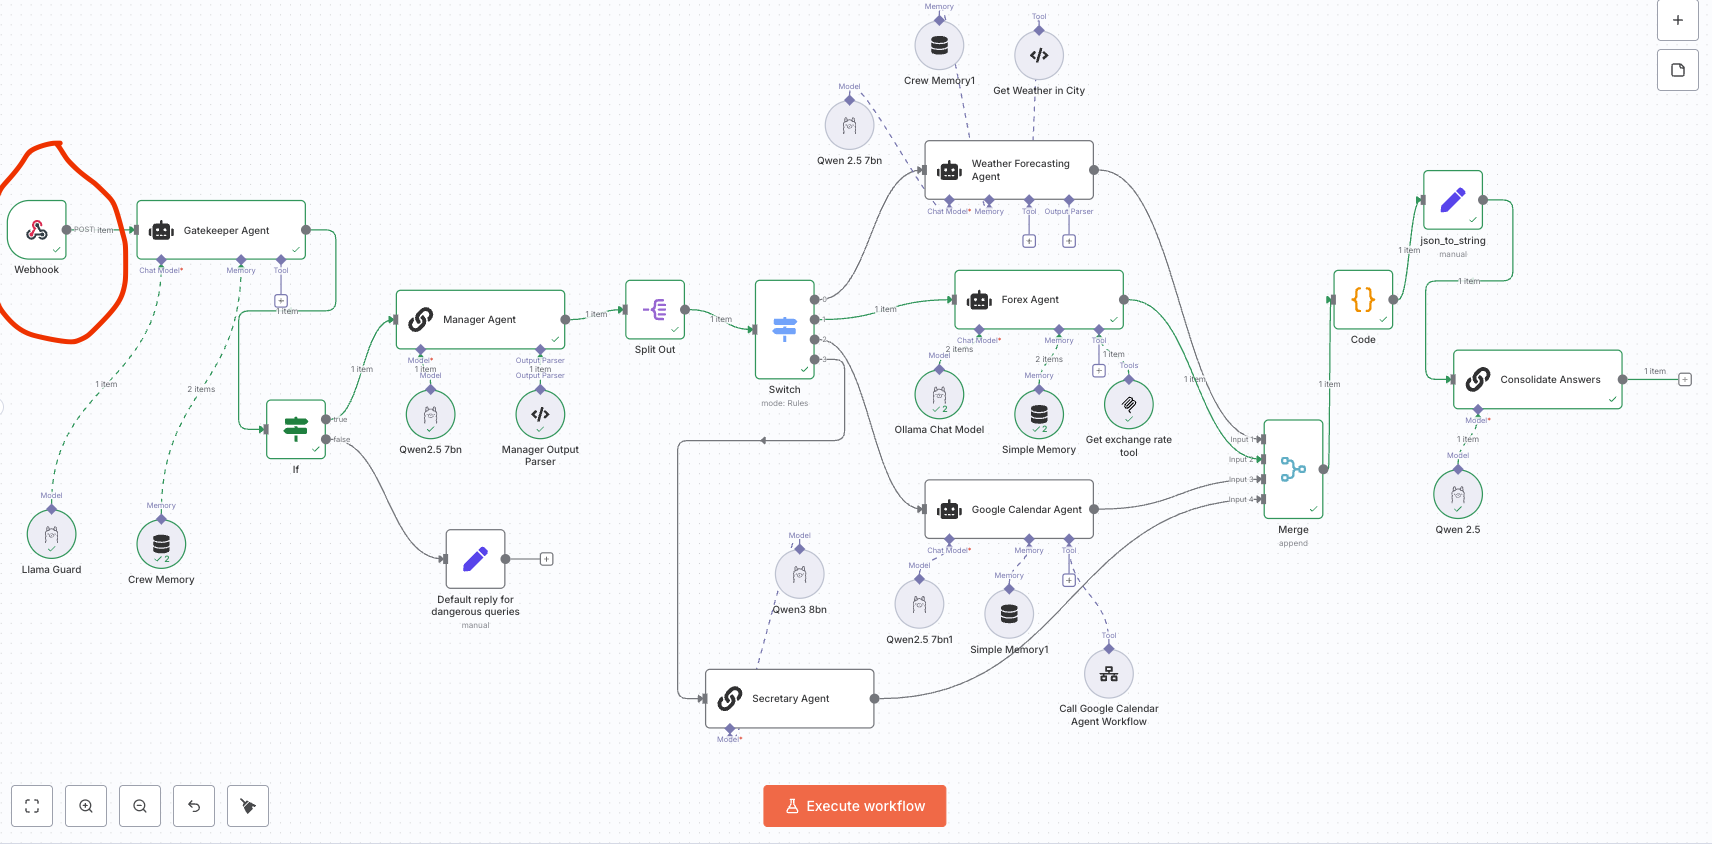 Memory
Tool
Crew Memory1
Get Weather in City
Model
Qwen 2.5 7bn
Weather Forecasting
Agent
Chat Model*
Memory
Tool
Output Parser
POST
1 item
Webhook
Gatekeeper Agent
Chat Model*
Memory
Tool
1 item
1 item
2 items
Model
Llama Guard
Memory
2
Crew Memory
If
true
false
1 item
Manager Agent
Model*
Output Parser
1 item
1 item
Model
Output Parser
Qwen2.5 7bn
Manager Output
Parser
1 item
Split Out
1 item
Switch
mode: Rules
0
1
2
3
1 item
Forex Agent
Chat Model*
Memory
Tool
2 items
Model
2
Ollama Chat Model
2 items
Memory
2
Simple Memory
1 item
Tools
Get exchange rate
tool
Google Calendar Agent
Chat Model*
Memory
Tool
Model
Qwen2.5 7bn1
Memory
Simple Memory1
Tool
Call Google Calendar
Agent Workflow
Model
Qwen3 8bn
Secretary Agent
Model*
Default reply for
dangerous queries
manual
1 item
Input 1
Input 2
Input 3
Input 4
Merge
append
1 item
Code
1 item
json_to_string
manual
1 item
Consolidate Answers
1 item
Model*
1 item
Model
Qwen 2.5
Execute workflow